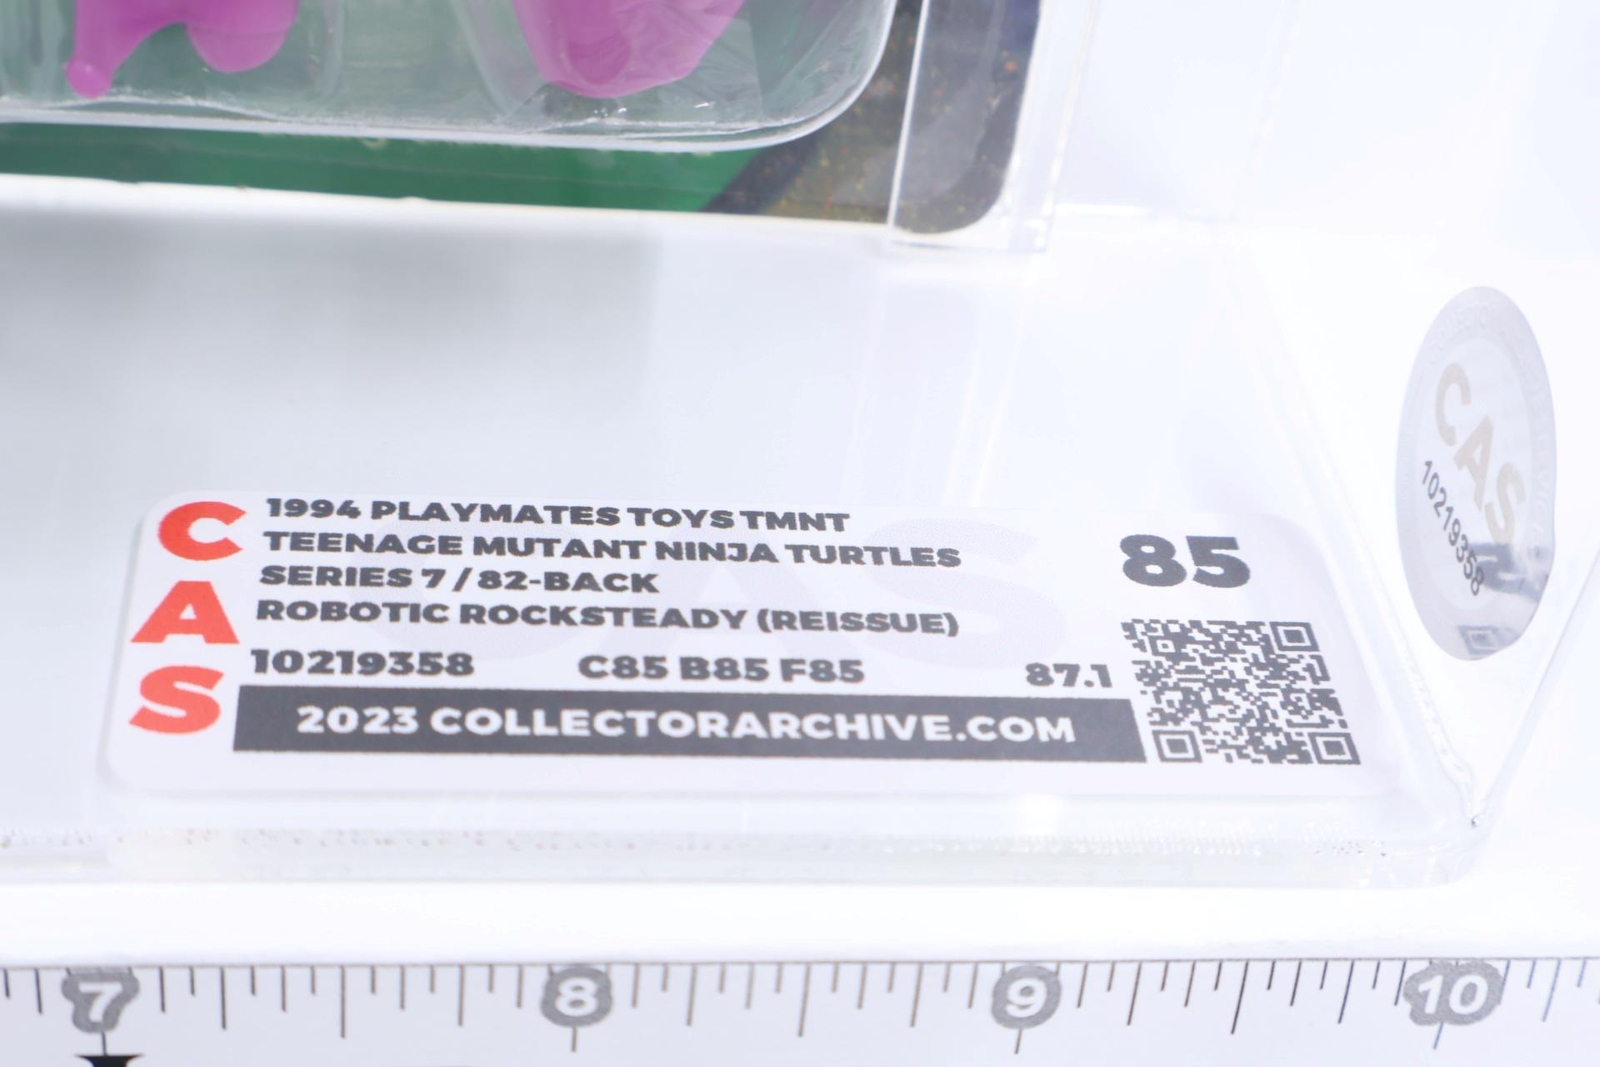 CAS
1994 PLAYMATES TOYS TMNT
TEENAGE MUTANT NINJA TURTLES
SERIES 7 / 82-BACK
ROBOTIC ROCKSTEADY (REISSUE)
85
10219358 C85 B85 F85 87.1
2023 COLLECTORARCHIVE.COM
CAS
10219358
7 8 9 10